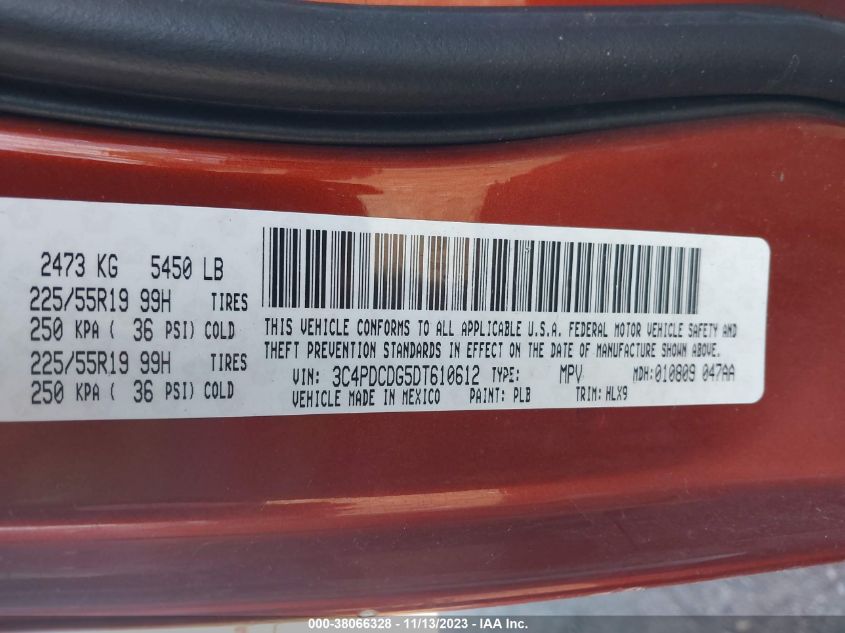 2473 KG 5450 LB
225/55R19 99H TIRES
250 KPA ( 36 PSI) COLD
225/55R19 99H TIRES
250 KPA ( 36 PSI) COLD
THIS VEHICLE CONFORMS TO ALL APPLICABLE U.S.A. FEDERAL MOTOR VEHICLE SAFETY AND
THEFT PREVENTION STANDARDS IN EFFECT ON THE DATE OF MANUFACTURE SHOWN ABOVE.
VIN: 3C4PDCDG5DT610612 TYPE: MPV MDH:010809 047AA
VEHICLE MADE IN MEXICO PAINT: PLB TRIM: HLX9
000-38066328 - 11/13/2023 - IAA Inc.